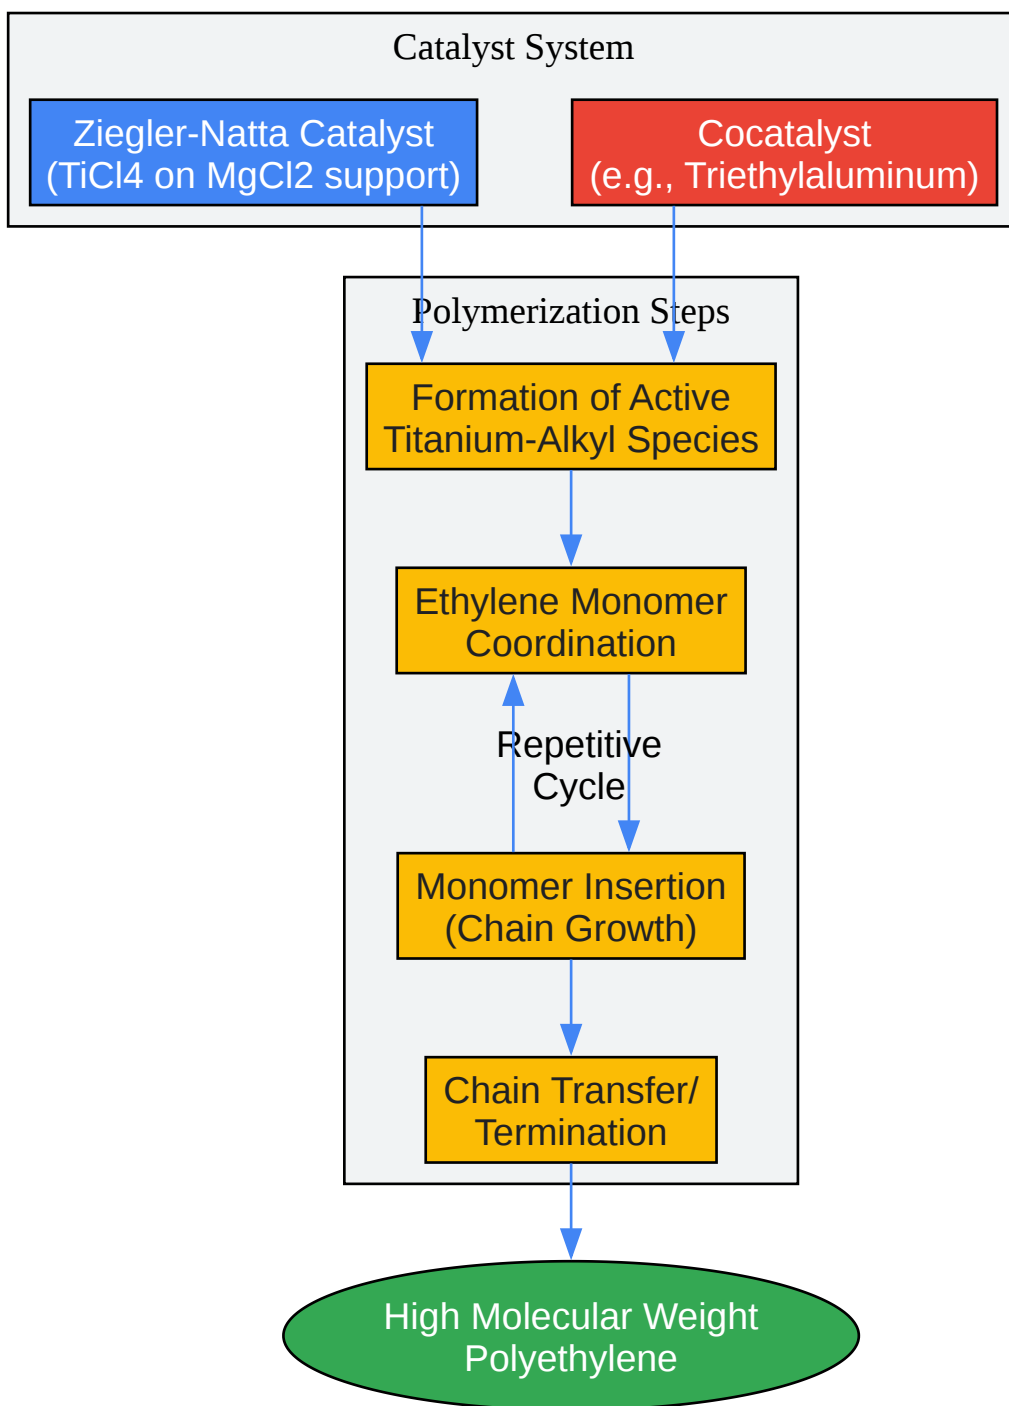 Catalyst System
Ziegler-Natta Catalyst
(TiCl4 on MgCl2 support)
Cocatalyst
(e.g., Triethylaluminum)
Polymerization Steps
Formation of Active
Titanium-Alkyl Species
Ethylene Monomer
Coordination
Repetitive
Cycle
Monomer Insertion
(Chain Growth)
Chain Transfer/
Termination
High Molecular Weight
Polyethylene